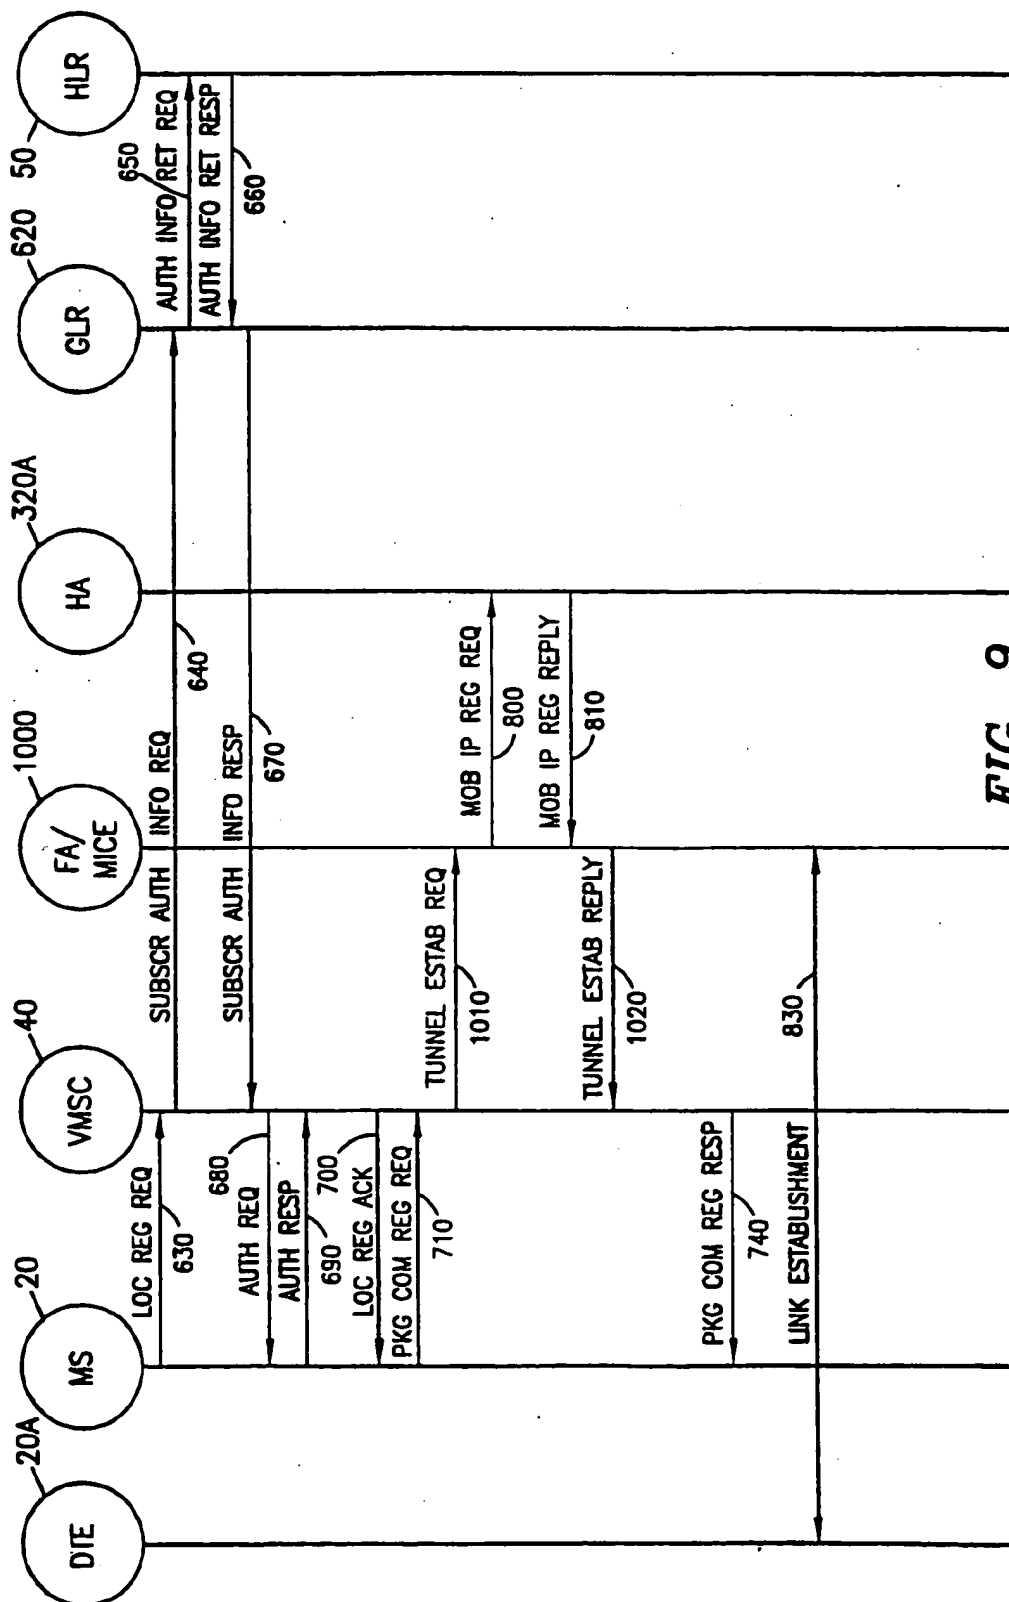 DTE
20A
MS
20
VMSC
40
FA/
MICE
1000
HA
320A
GLR
620
HLR
50
LOC REG REQ
630
SUBSCR AUTH INFO REQ
640
AUTH INFO RET REQ
650
AUTH INFO RET RESP
660
SUBSCR AUTH INFO RESP
670
AUTH REQ
680
AUTH RESP
690
LOC REG ACK
700
PKG COM REG REQ
710
TUNNEL ESTAB REQ
1010
MOB IP REG REQ
800
MOB IP REG REPLY
810
TUNNEL ESTAB REPLY
1020
PKG COM REG RESP
740
LINK ESTABLISHMENT
830
FIG.